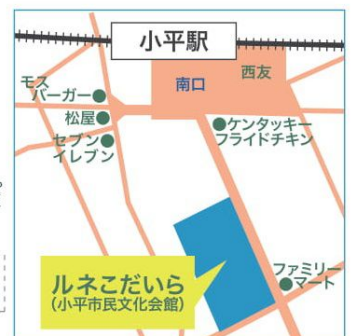 小平駅
西友
南口
モス
バーガー
松屋
セブン
イレブン
ケンタッキー
フライドチキン
ルネこだいら
(小平市民文化会館)
ファミリー
マート